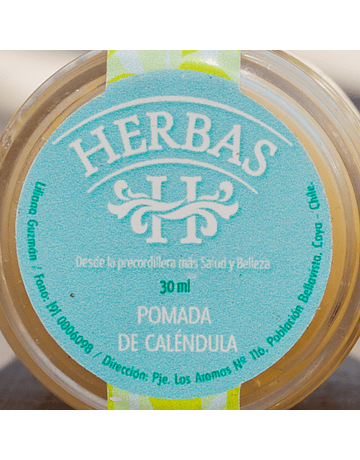 HERBAS
H
Desde la precordillera más Salud y Belleza
30 ml
POMADA
DE CALÉNDULA
Liliana Guzmán / Fono: (9) 0006098 / Dirección: Pje. Los Aromos Nº 116, Población Bellavista, Coya - Chile.